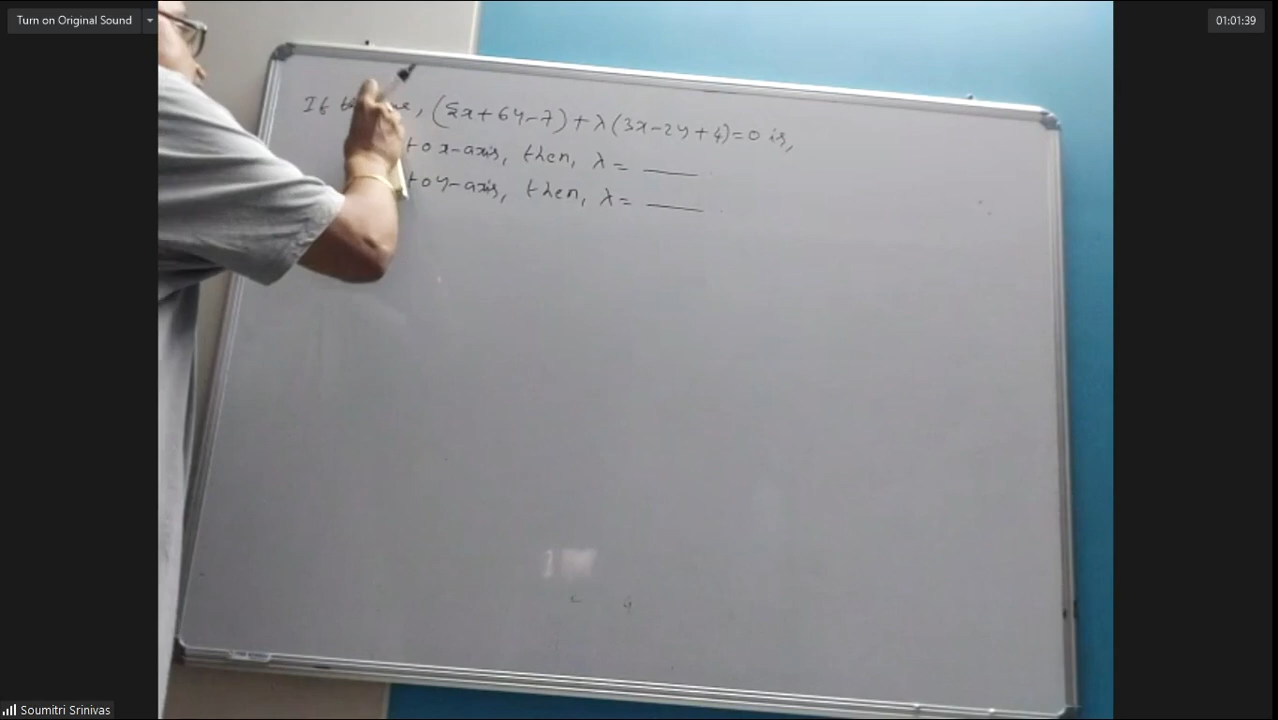 Turn on Original Sound
01:01:39
If , (5x+6y-7)+λ(3x-2y+4)=0 is,
to x-axis, then, λ = ____
to y-axis, then, λ = ____
Soumitri Srinivas